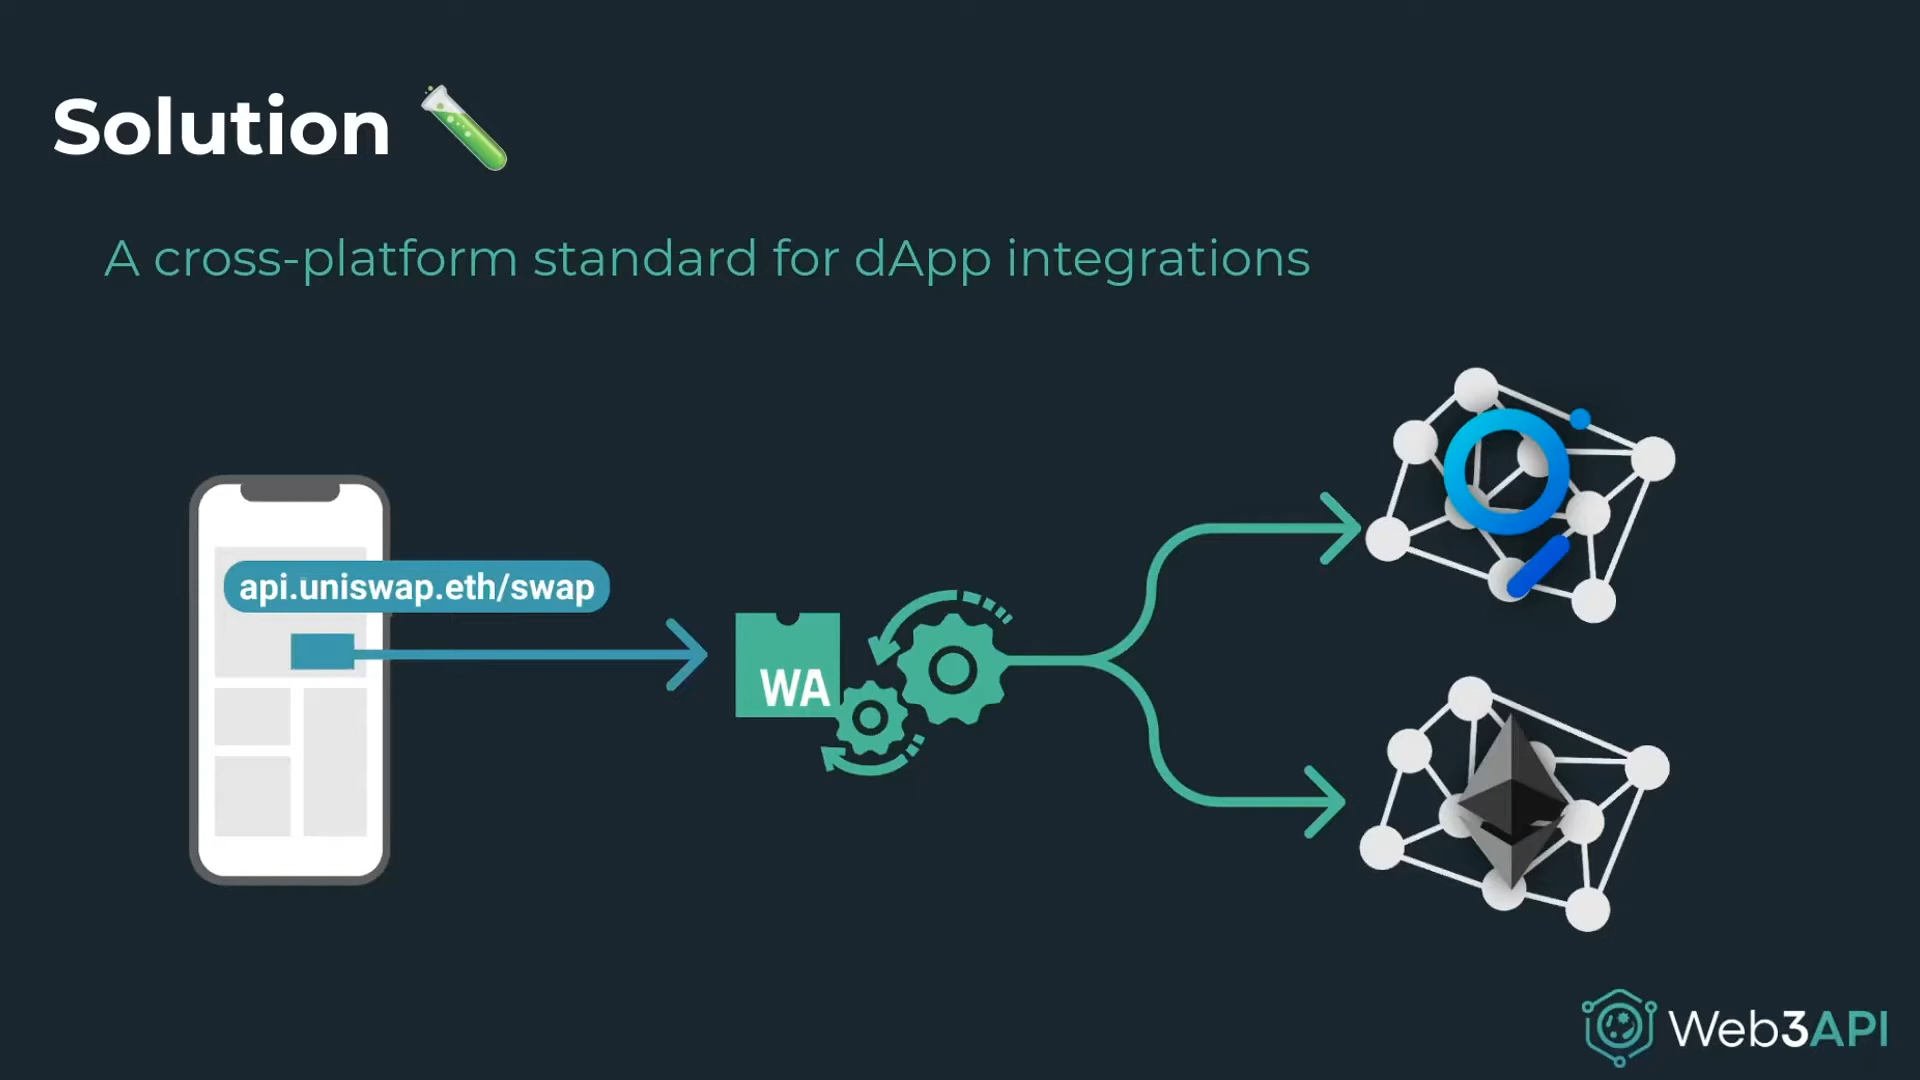 Solution
A cross-platform standard for dApp integrations
api.uniswap.eth/swap
WA
Web3API